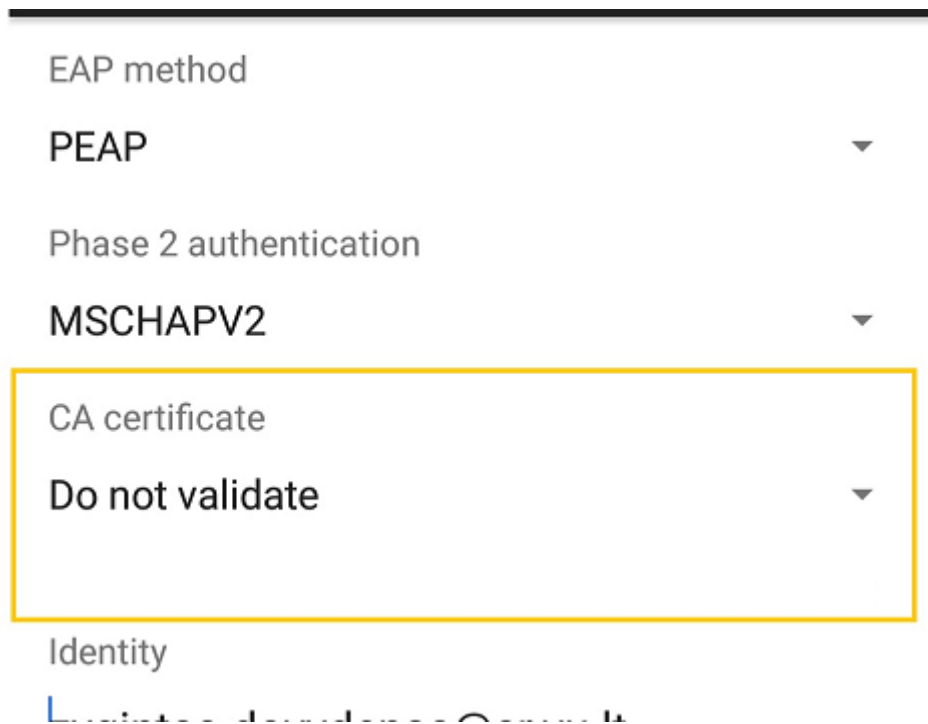 EAP method
PEAP
Phase 2 authentication
MSCHAPV2
CA certificate
Do not validate
Identity